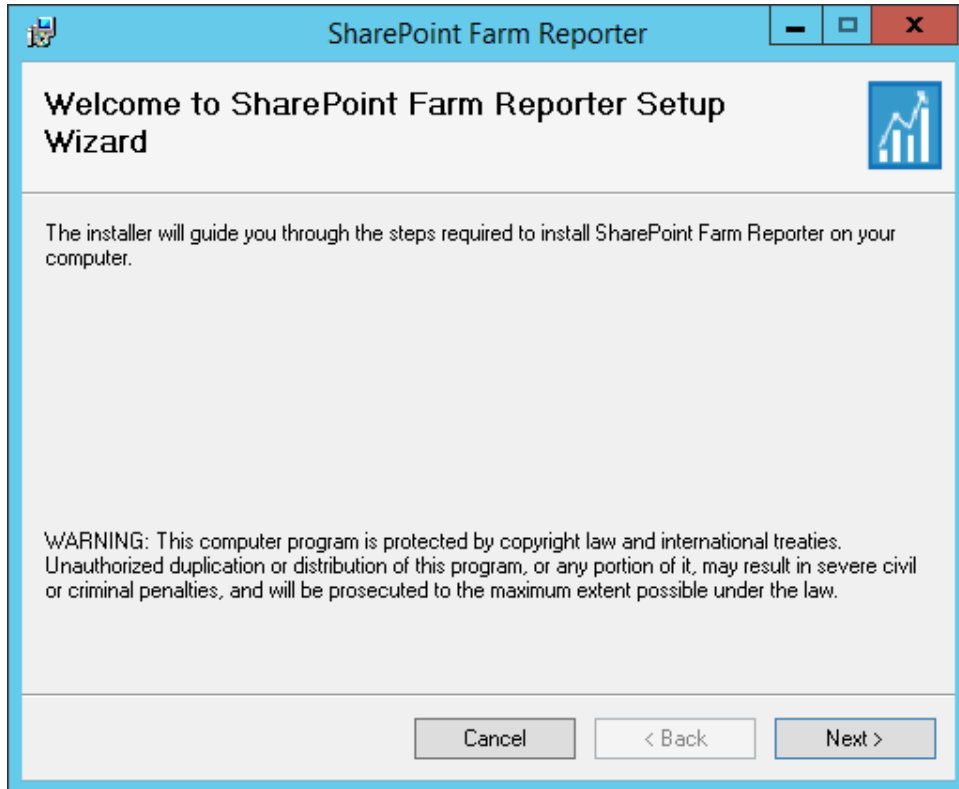 SharePoint Farm Reporter
Welcome to SharePoint Farm Reporter Setup
Wizard
The installer will guide you through the steps required to install SharePoint Farm Reporter on your
computer.
WARNING: This computer program is protected by copyright law and international treaties.
Unauthorized duplication or distribution of this program, or any portion of it, may result in severe civil
or criminal penalties, and will be prosecuted to the maximum extent possible under the law.
Cancel
< Back
Next >